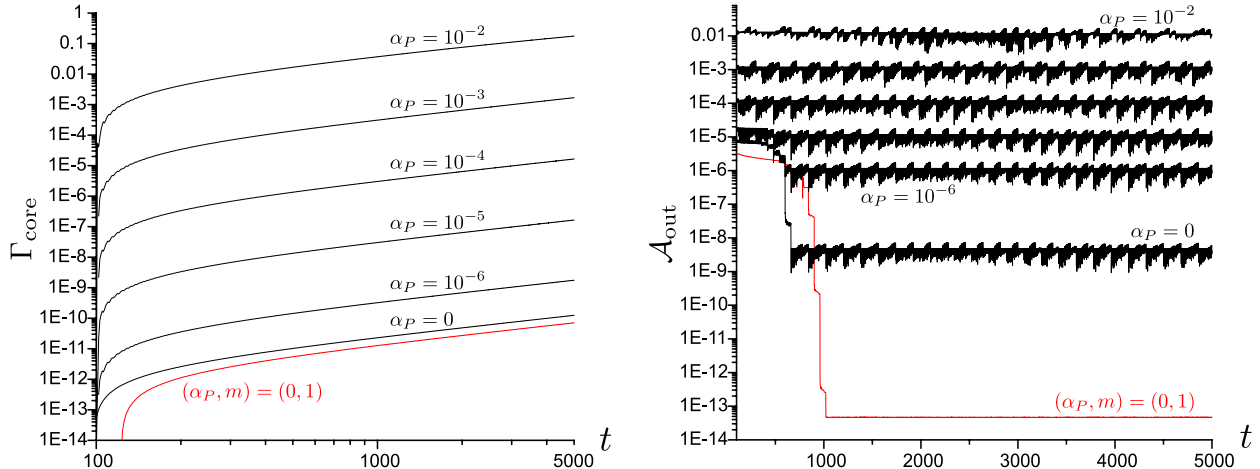 1
0.1
0.01
1E-3
1E-4
1E-5
1E-6
1E-7
1E-8
1E-9
1E-10
1E-11
1E-12
1E-13
1E-14
Γcore
αP = 10⁻²
αP = 10⁻³
αP = 10⁻⁴
αP = 10⁻⁵
αP = 10⁻⁶
αP = 0
(αP, m) = (0, 1)
100 1000 5000 t
0.01
1E-3
1E-4
1E-5
1E-6
1E-7
1E-8
1E-9
1E-10
1E-11
1E-12
1E-13
1E-14
𝒜out
αP = 10⁻²
αP = 10⁻⁶
αP = 0
(αP, m) = (0, 1)
1000 2000 3000 4000 5000 t